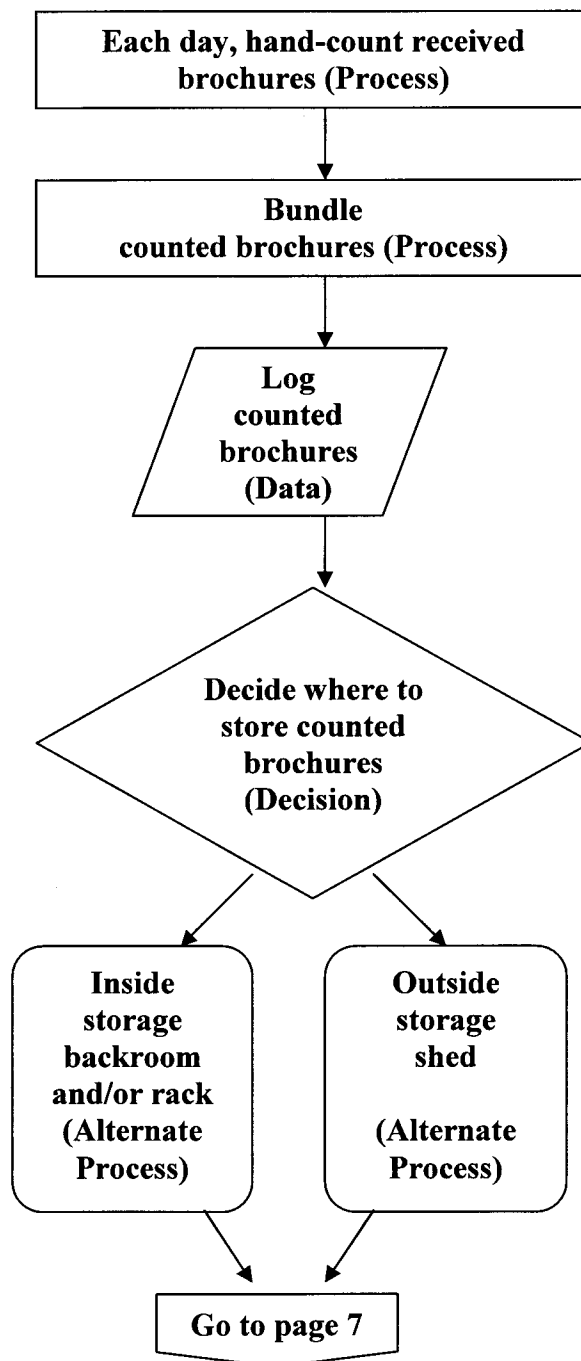 Each day, hand-count received
brochures (Process)
Bundle
counted brochures (Process)
Log
counted
brochures
(Data)
Decide where to
store counted
brochures
(Decision)
Inside
storage
backroom
and/or rack
(Alternate
Process)
Outside
storage
shed
(Alternate
Process)
Go to page 7